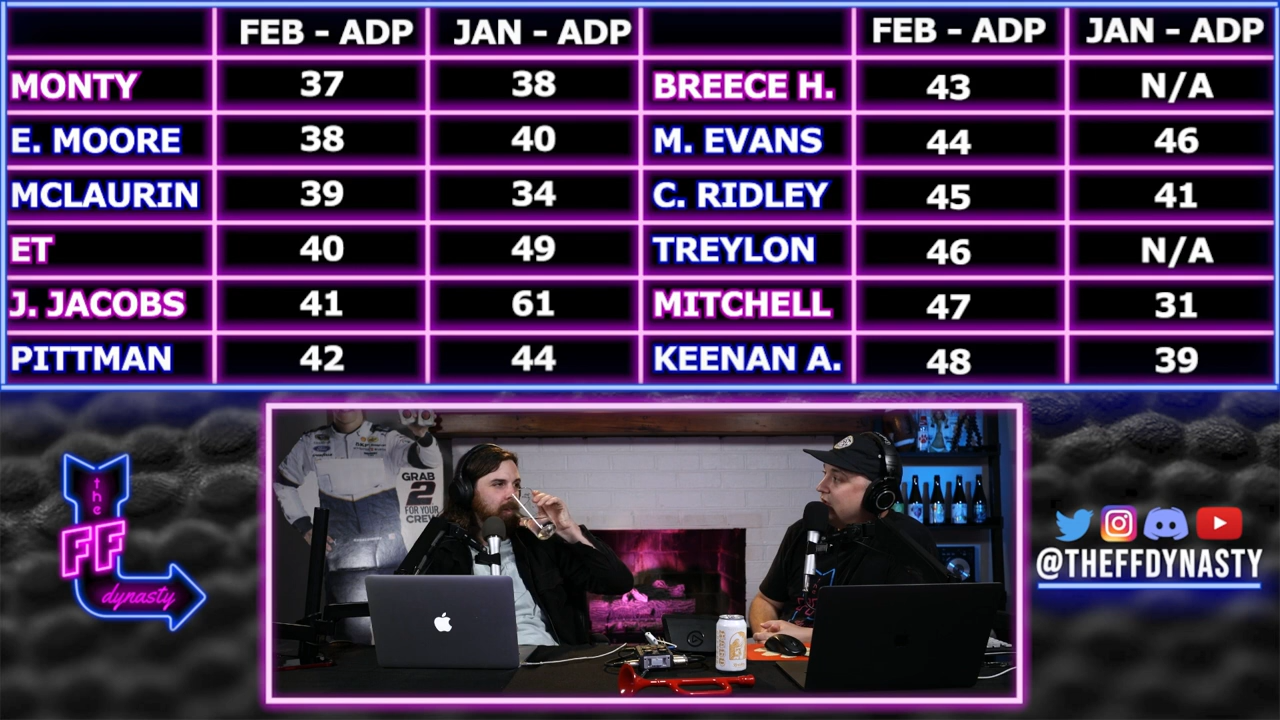 FEB - ADP JAN - ADP FEB - ADP JAN - ADP
MONTY 37 38 BREECE H. 43 N/A
E. MOORE 38 40 M. EVANS 44 46
MCLAURIN 39 34 C. RIDLEY 45 41
ET 40 49 TREYLON 46 N/A
J. JACOBS 41 61 MITCHELL 47 31
PITTMAN 42 44 KEENAN A. 48 39
the
FF
dynasty
GRAB
2
FOR YOUR
CREW
@THEFFDYNASTY